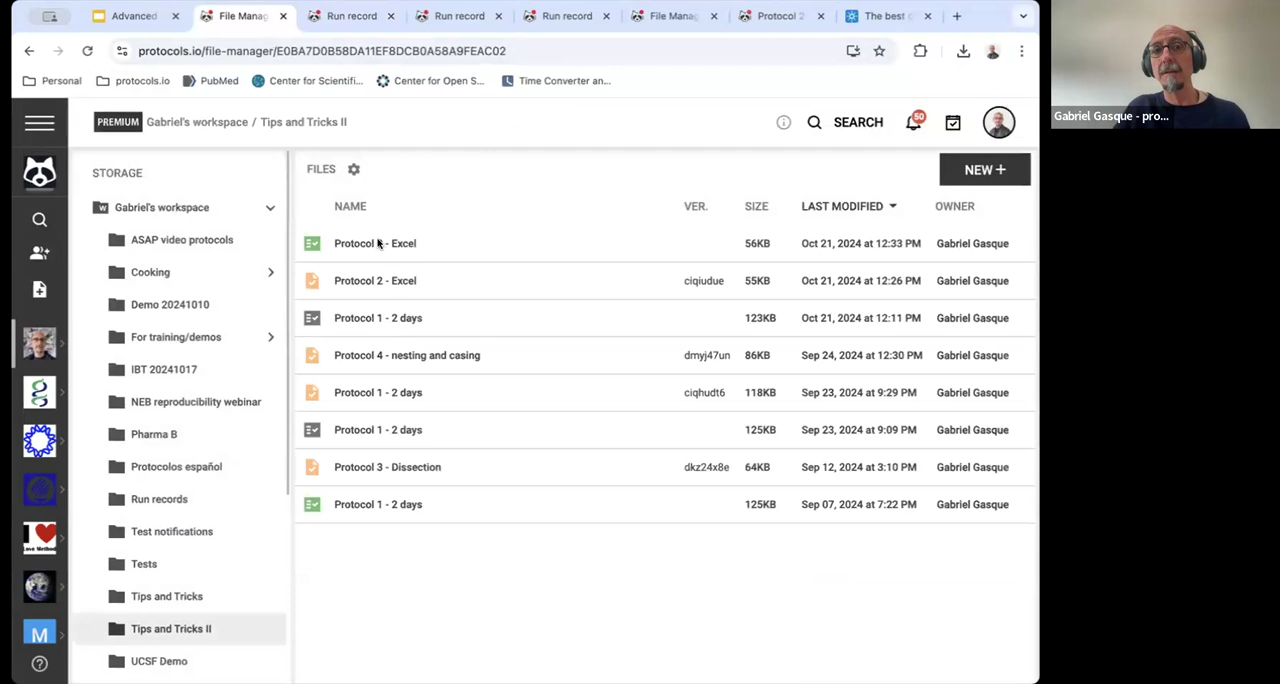 Advanced
File Manag
Run record
Run record
Run record
File Manag
Protocol 2
The best
protocols.io/file-manager/E0BA7D0B58DA11EF8DCB0A58A9FEAC02
Personal
protocols.io
PubMed
Center for Scientifi...
Center for Open S...
Time Converter an...
Gabriel Gasque - pro...
PREMIUM Gabriel's workspace / Tips and Tricks II
SEARCH
50
STORAGE
FILES
NEW +
W Gabriel's workspace
ASAP video protocols
Cooking
Demo 20241010
For training/demos
IBT 20241017
NEB reproducibility webinar
Pharma B
Protocolos español
Run records
Test notifications
Tests
Tips and Tricks
Tips and Tricks II
UCSF Demo
I Love Methods
M
NAME VER. SIZE LAST MODIFIED OWNER
Protocol - Excel 56KB Oct 21, 2024 at 12:33 PM Gabriel Gasque
Protocol 2 - Excel ciqiudue 55KB Oct 21, 2024 at 12:26 PM Gabriel Gasque
Protocol 1 - 2 days 123KB Oct 21, 2024 at 12:11 PM Gabriel Gasque
Protocol 4 - nesting and casing dmyj47un 86KB Sep 24, 2024 at 12:30 PM Gabriel Gasque
Protocol 1 - 2 days ciqhudt6 118KB Sep 23, 2024 at 9:29 PM Gabriel Gasque
Protocol 1 - 2 days 125KB Sep 23, 2024 at 9:09 PM Gabriel Gasque
Protocol 3 - Dissection dkz24x8e 64KB Sep 12, 2024 at 3:10 PM Gabriel Gasque
Protocol 1 - 2 days 125KB Sep 07, 2024 at 7:22 PM Gabriel Gasque